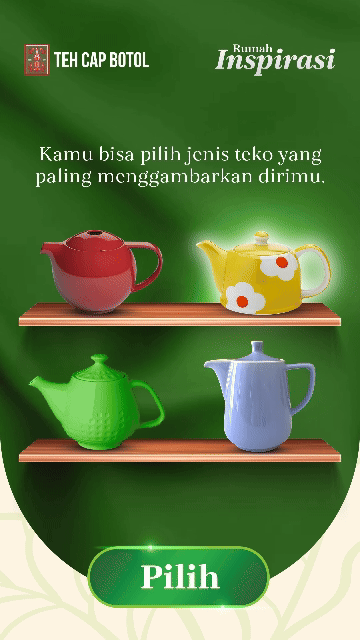 TEH CAP BOTOL
Rumah
Inspirasi
Kamu bisa pilih jenis teko yang
paling menggambarkan dirimu.
Pilih